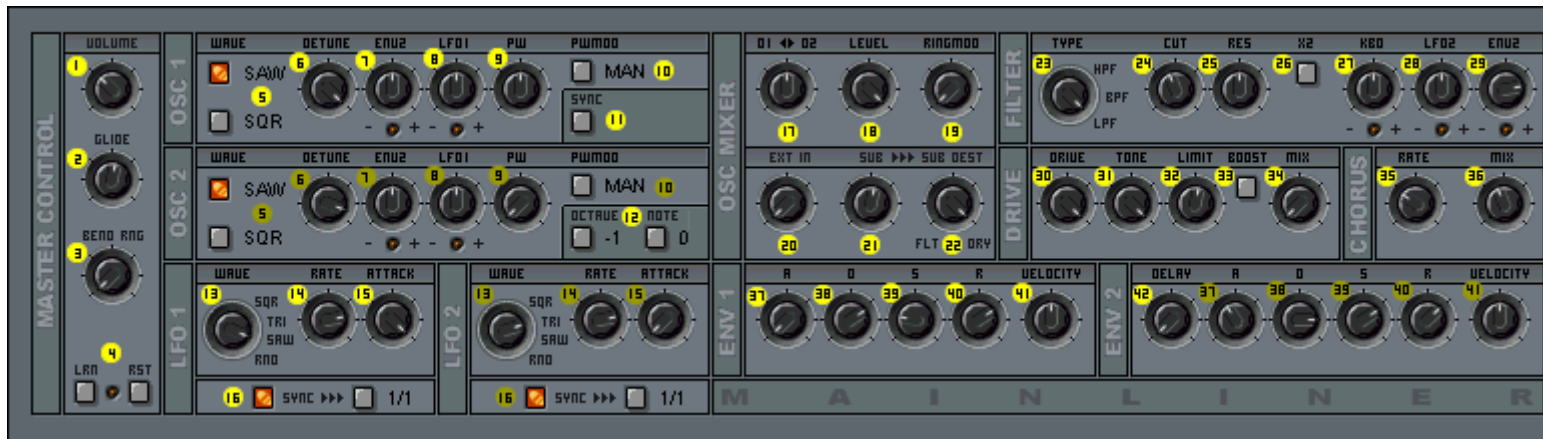 MASTER CONTROL
VOLUME
1
GLIDE
2
BEND RNG
3
4
LRN RST
OSC 1
WAVE DETUNE ENV2 LFO1 PW PWMOD
6 7 8 9
SAW
5
SQR
MAN 10
SYNC
11
- + - +
OSC 2
WAVE DETUNE ENV2 LFO1 PW PWMOD
6 7 8 9
SAW
5
SQR
MAN 10
OCTAVE 12 NOTE
-1 0
- + - +
LFO 1
WAVE RATE ATTACK
13 14 15
SQR
TRI
SAW
RND
16 SYNC >>> 1/1
LFO 2
WAVE RATE ATTACK
13 14 15
SQR
TRI
SAW
RND
16 SYNC >>> 1/1
OSC MIXER
O1 O2 LEVEL RINGMOD
17 18 19
EXT IN SUB >>> SUB DEST
20 21 FLT 22 DRY
FILTER
TYPE CUT RES X2 KBD LFO2 ENV2
23 24 25 26 27 28 29
HPF
BPF
LPF
- + - + - +
DRIVE
DRIVE TONE LIMIT BOOST MIX
30 31 32 33 34
CHORUS
RATE MIX
35 36
ENV 1
A D S R VELOCITY
37 38 39 40 41
ENV 2
DELAY A D S R VELOCITY
42 37 38 39 40 41
MAINLINER